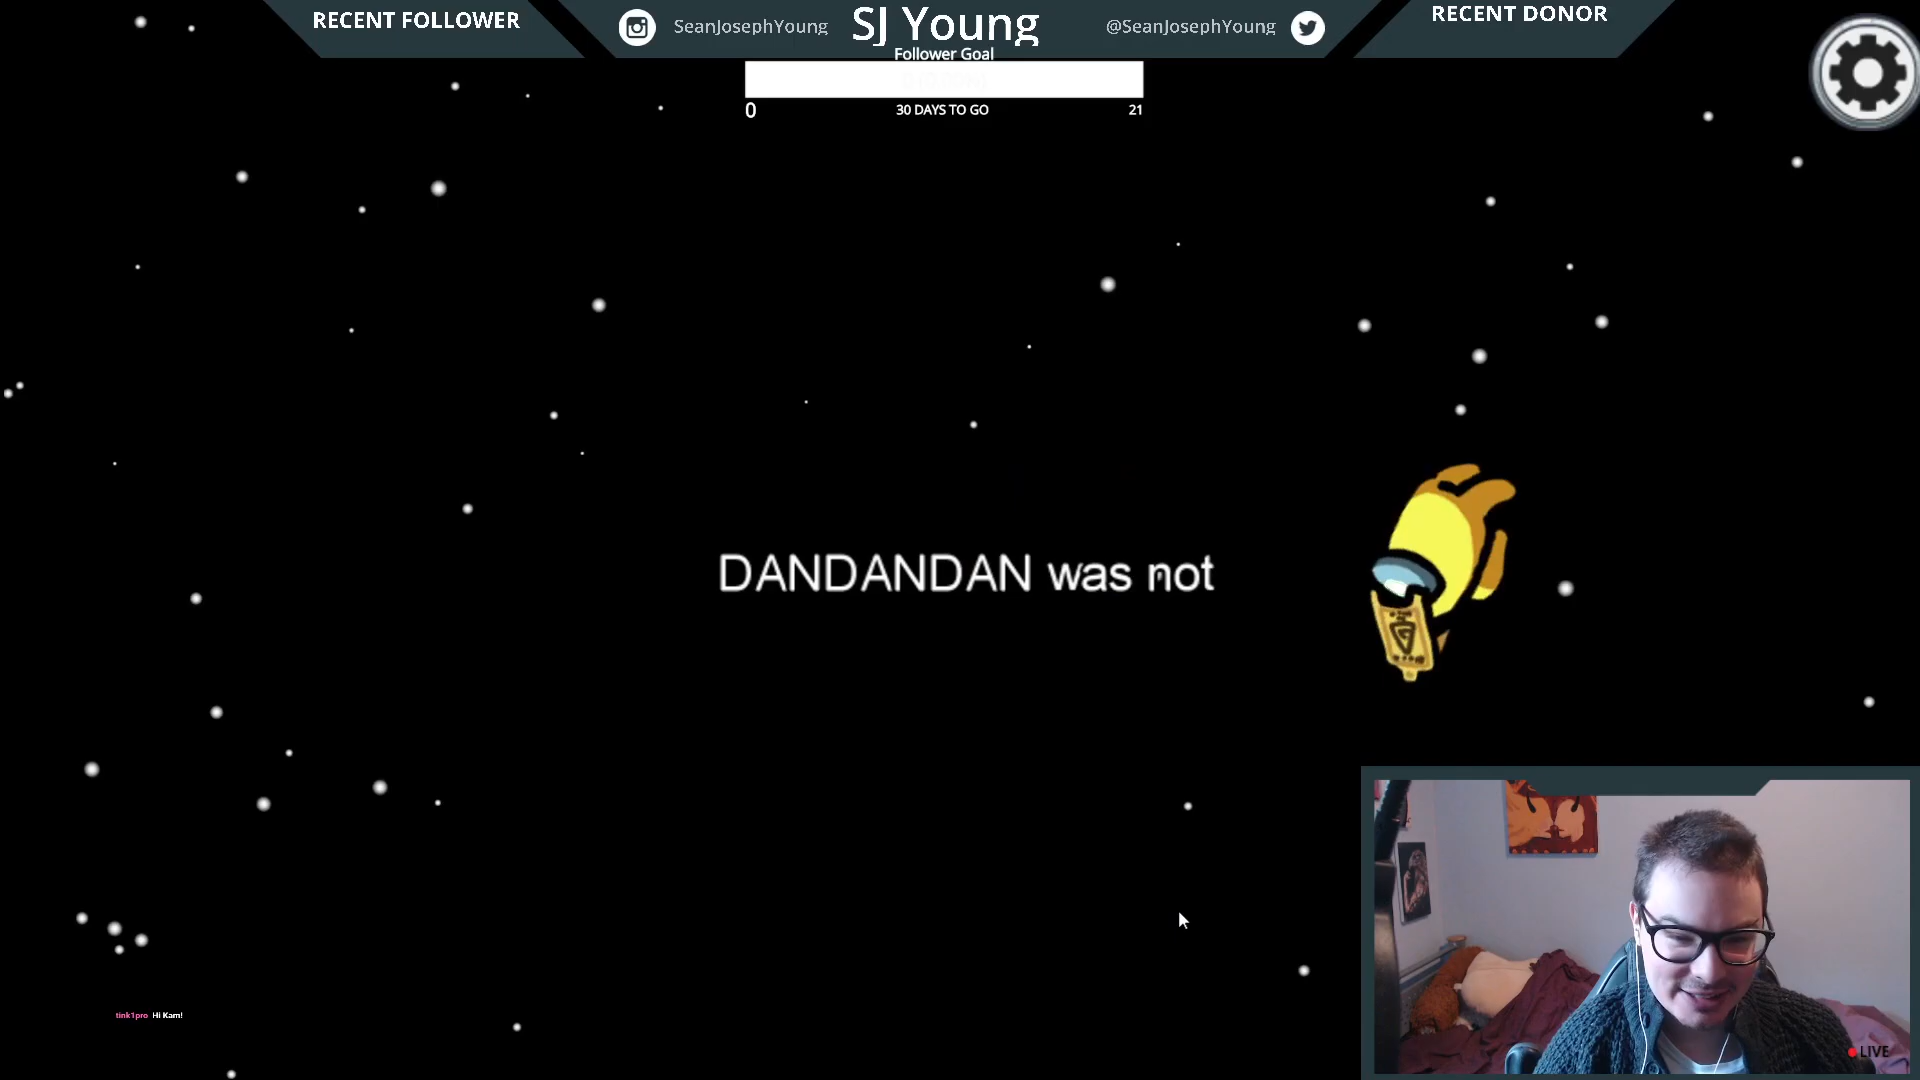 RECENT FOLLOWER
SeanJosephYoung
SJ Young
@SeanJosephYoung
RECENT DONOR
Follower Goal
0
30 DAYS TO GO
21
DANDANDAN was not
tink1pro Hi Kam!
LIVE